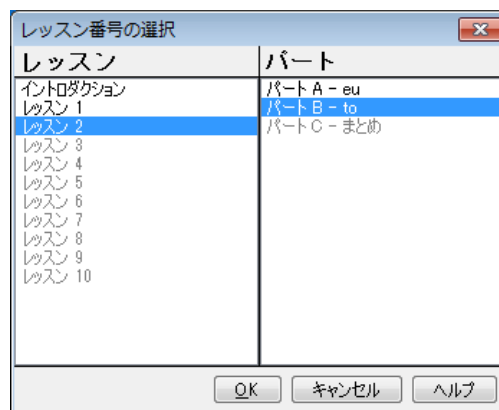 レッスン番号の選択
レッスン
イントロダクション
レッスン 1
レッスン 2
レッスン 3
レッスン 4
レッスン 5
レッスン 6
レッスン 7
レッスン 8
レッスン 9
レッスン 10
パート
パート A - eu
パート B - to
パート C - まとめ
OK
キャンセル
ヘルプ